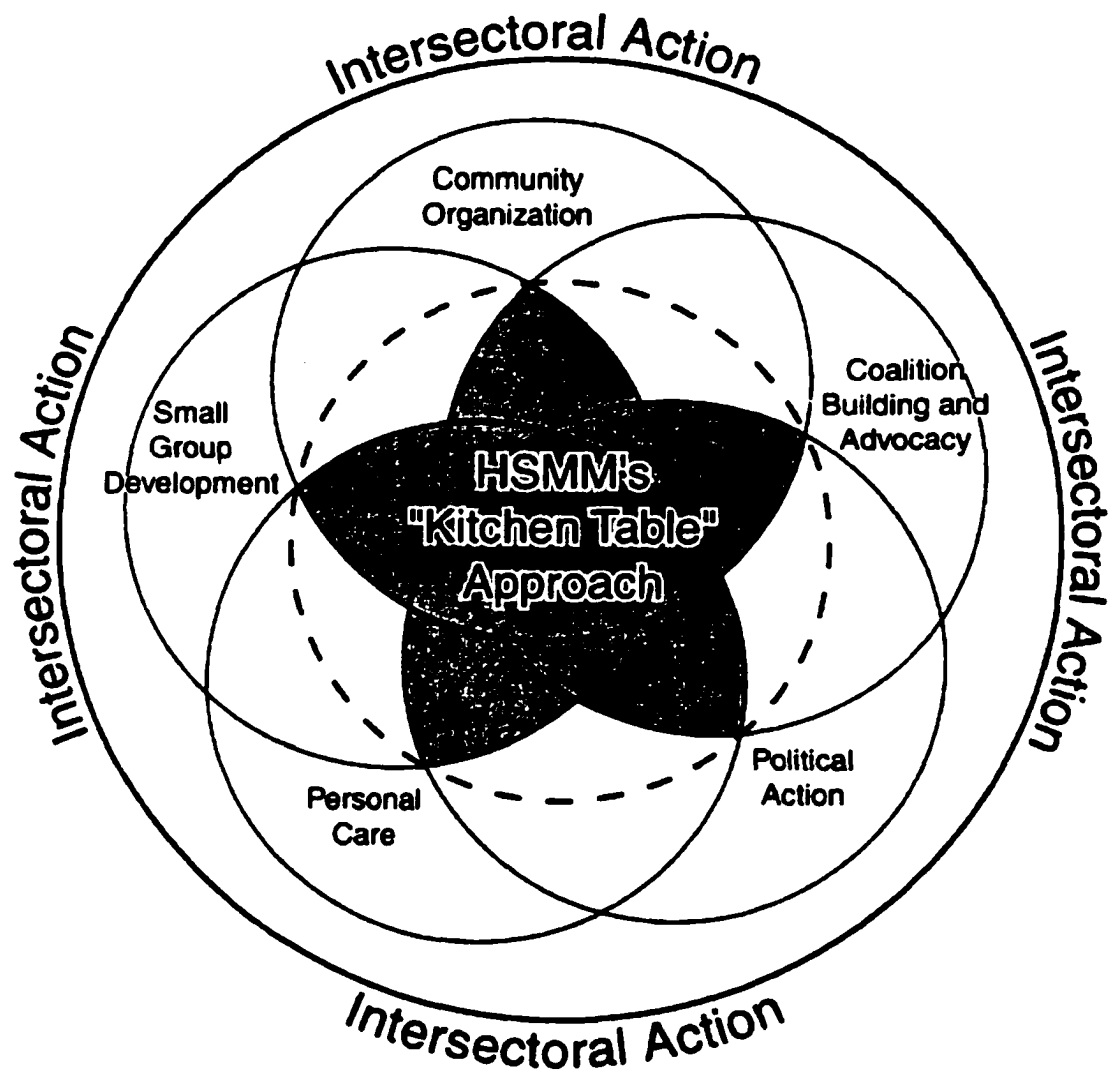 Intersectoral Action
Community
Organization
Intersectoral Action
Small
Group
Development
Coalition
Building and
Advocacy
Intersectoral Action
HSMM's
"Kitchen Table"
Approach
Personal
Care
Political
Action
Intersectoral Action